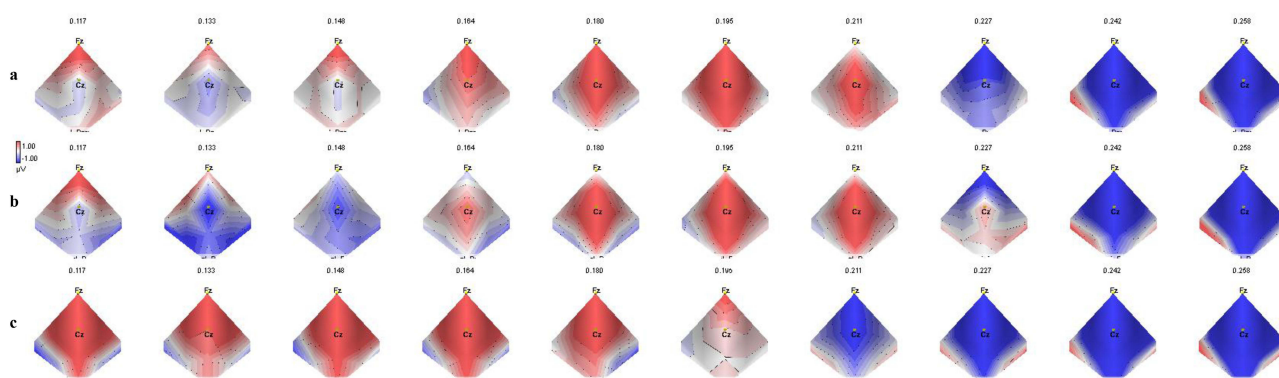 0.117 0.133 0.148 0.164 0.180 0.195 0.211 0.227 0.242 0.258
Fz Fz Fz Fz Fz Fz Fz Fz Fz Fz
a Cz Cz Cz Cz Cz Cz Cz Cz Cz Cz
1.00
-1.00
µV
0.117 0.133 0.148 0.164 0.180 0.195 0.211 0.227 0.242 0.258
Fz Fz Fz Fz Fz Fz Fz Fz Fz Fz
b Cz Cz Cz Cz Cz Cz Cz Cz Cz Cz
0.117 0.133 0.148 0.164 0.180 0.211 0.227 0.242 0.258
Fz Fz Fz Fz Fz Fz Fz Fz Fz Fz
c Cz Cz Cz Cz Cz Cz Cz Cz Cz Cz